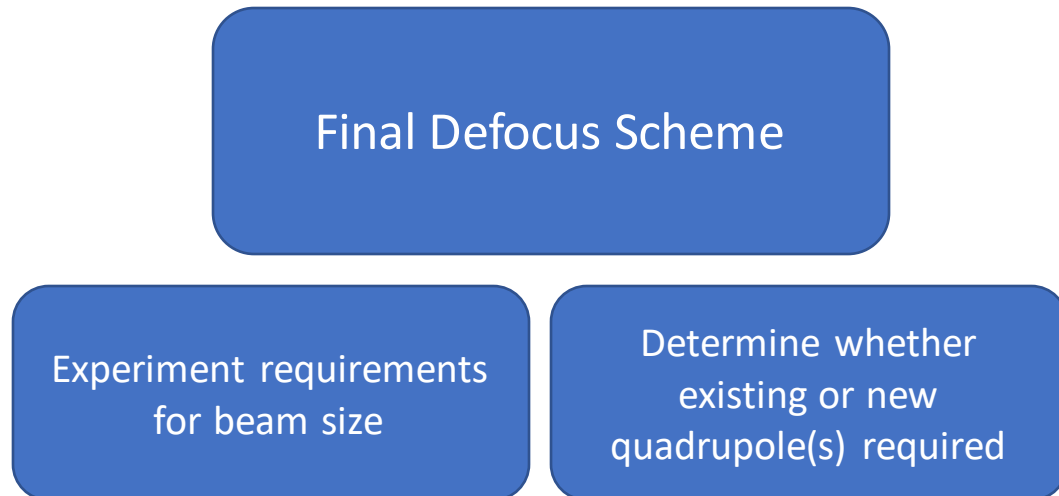 Final Defocus Scheme
Experiment requirements
for beam size
Determine whether
existing or new
quadrupole(s) required